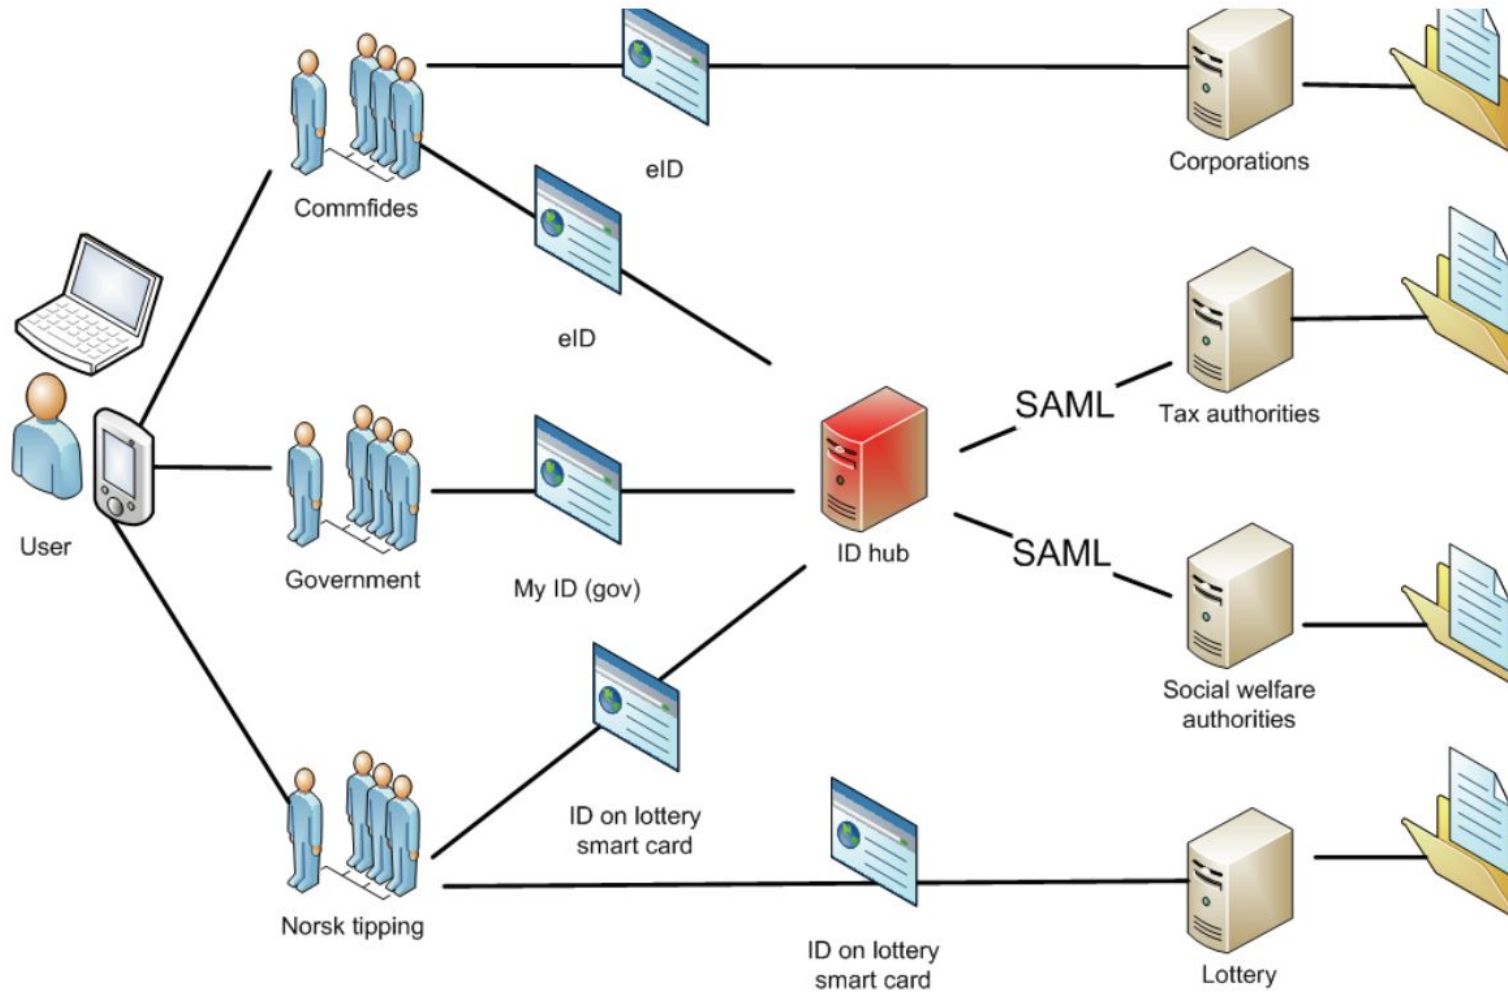 Corporations
eID
Commfides
eID
SAML
Tax authorities
User
Government
My ID (gov)
ID hub
SAML
Social welfare
authorities
ID on lottery
smart card
Norsk tipping
ID on lottery
smart card
Lottery